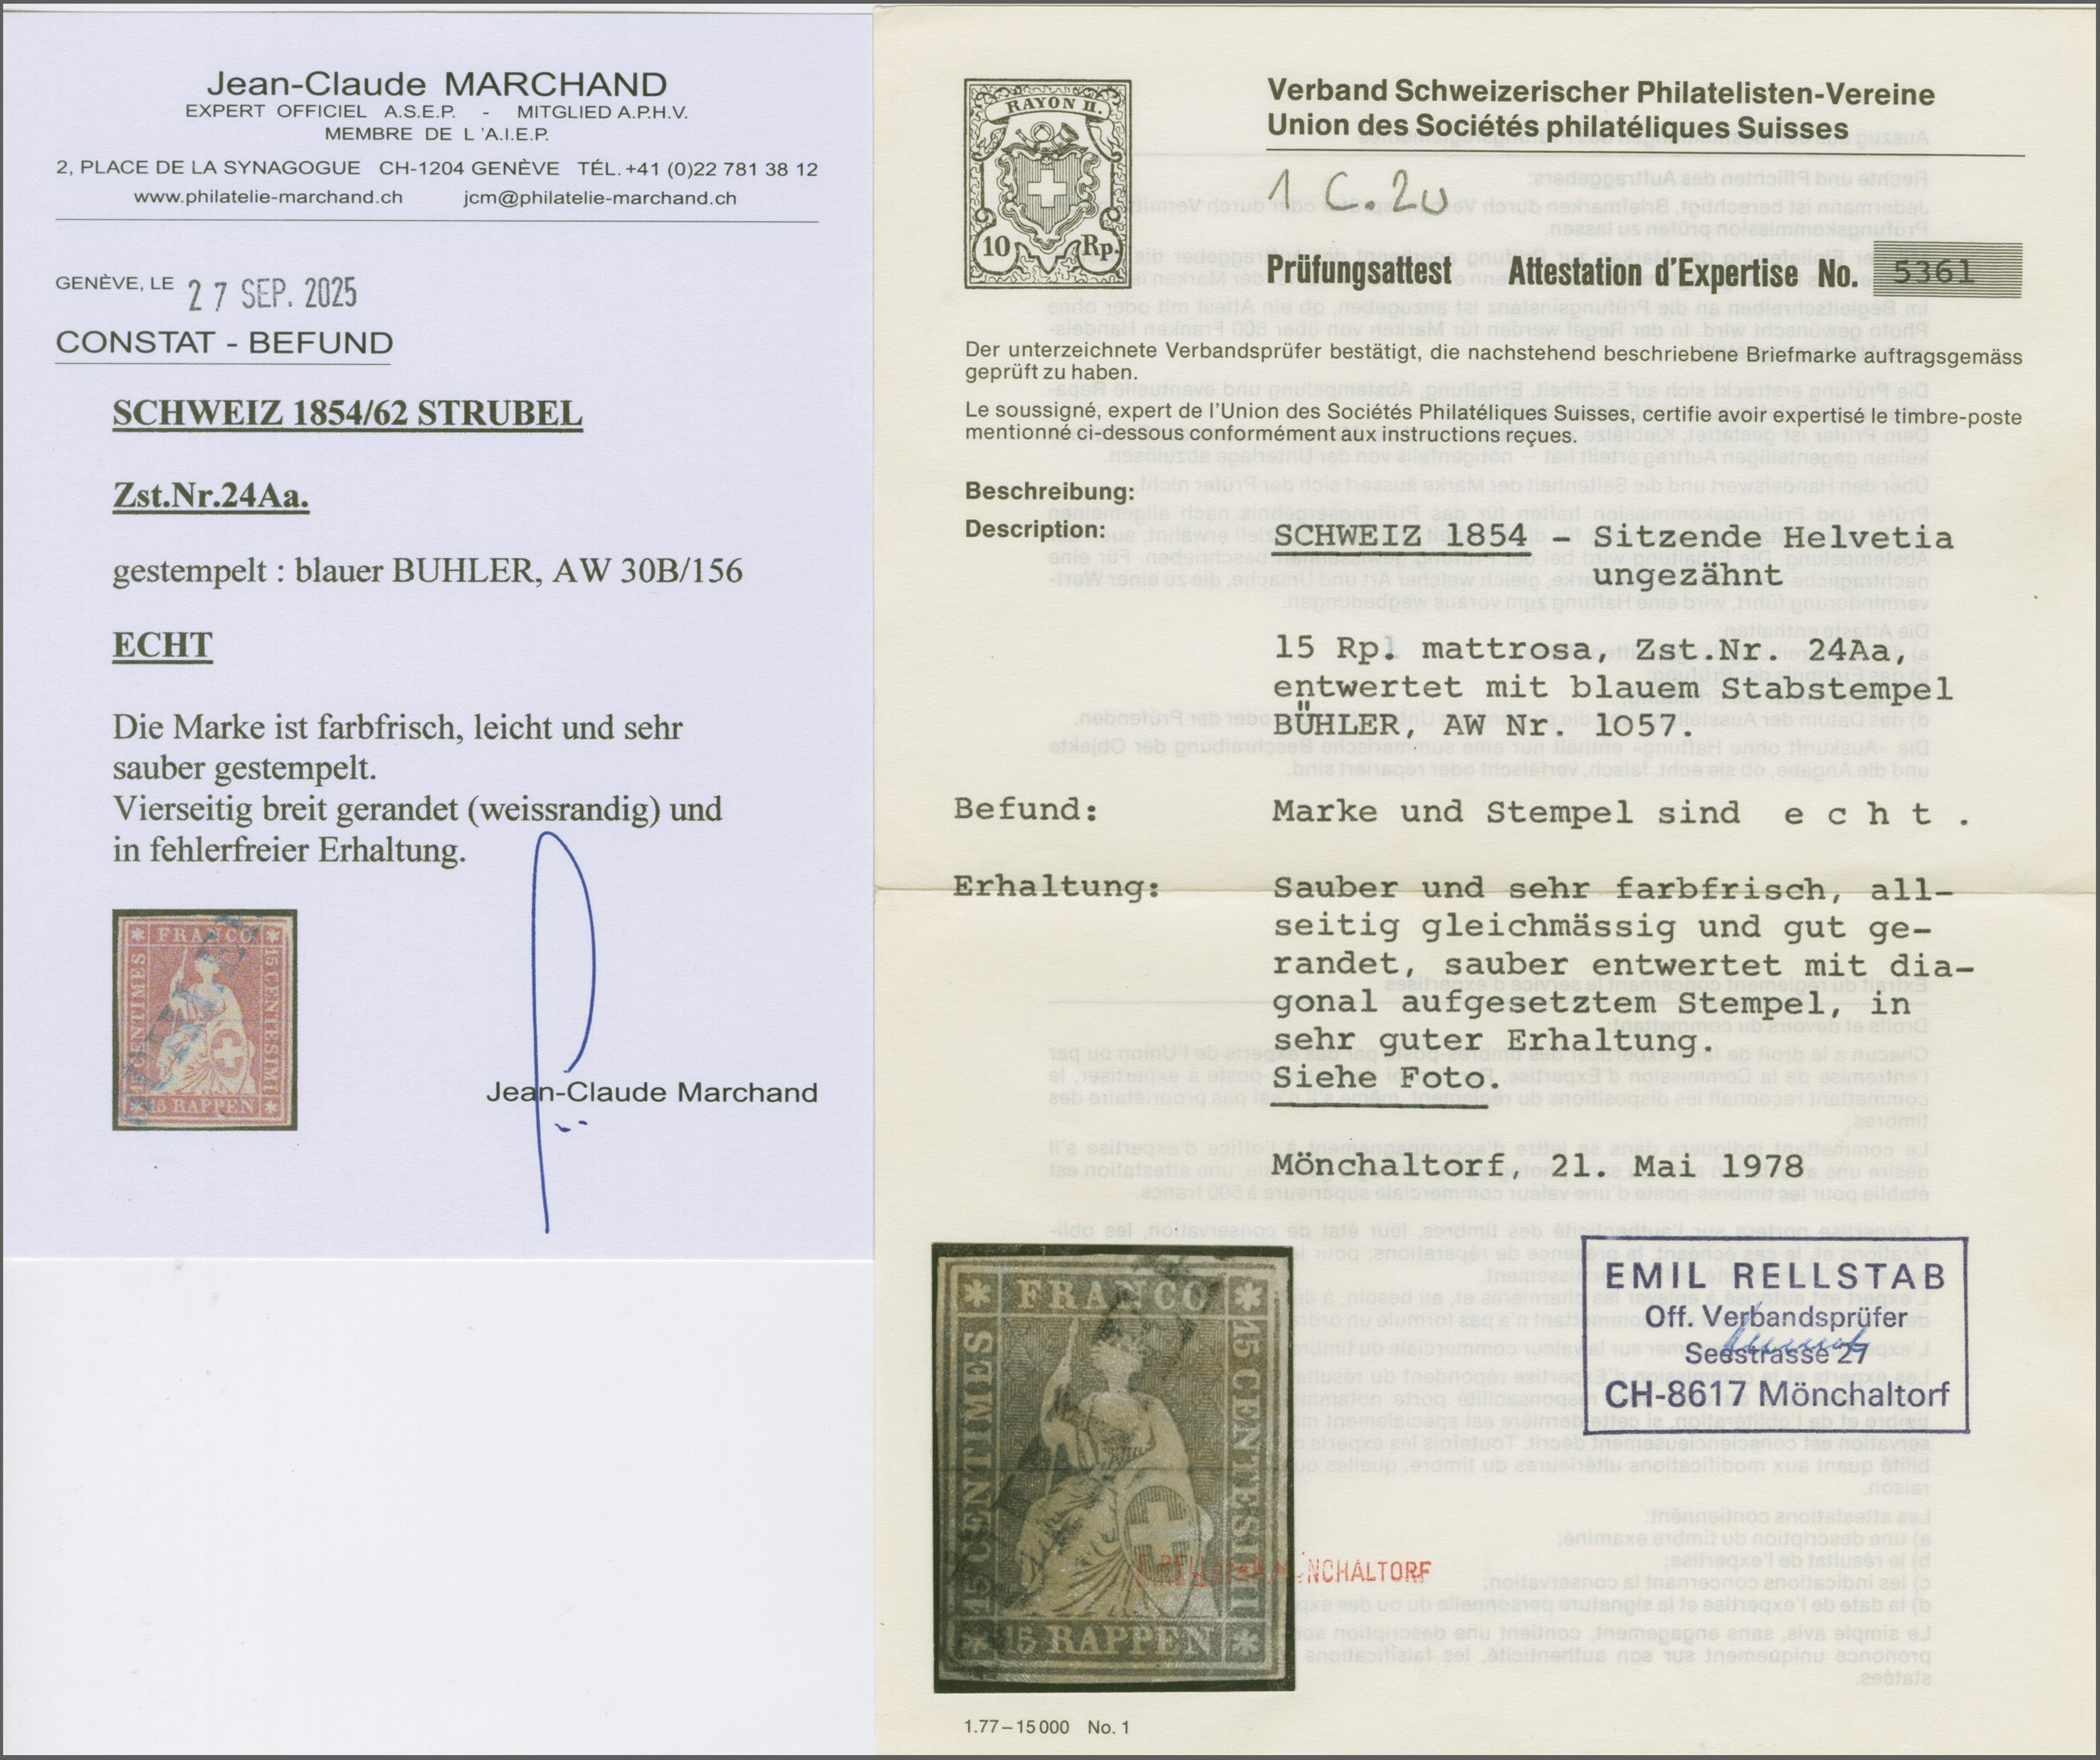 Jean-Claude MARCHAND
EXPERT OFFICIEL A.S.E.P. - MITGLIED A.P.H.V.
MEMBRE DE L 'A.I.E.P.
2, PLACE DE LA SYNAGOGUE CH-1204 GENÈVE TÉL. +41 (0)22 781 38 12
www.philatelie-marchand.ch jcm@philatelie-marchand.ch
GENÈVE, LE 27 SEP. 2025
CONSTAT - BEFUND
SCHWEIZ 1854/62 STRUBEL
Zst.Nr.24Aa.
gestempelt : blauer BUHLER, AW 30B/156
ECHT
Die Marke ist farbfrisch, leicht und sehr
sauber gestempelt.
Vierseitig breit gerandet (weissrandig) und
in fehlerfreier Erhaltung.
FRANCO
15 CENTESIMI
CENTIMES
15 RAPPEN
Jean-Claude Marchand
RAYON II.
10 Rp.
Verband Schweizerischer Philatelisten-Vereine
Union des Sociétés philatéliques Suisses
1 C.20
Prüfungsattest Attestation d'Expertise No. 5361
Der unterzeichnete Verbandsprüfer bestätigt, die nachstehend beschriebene Briefmarke auftragsgemäss
geprüft zu haben.
Le soussigné, expert de l'Union des Sociétés Philatéliques Suisses, certifie avoir expertisé le timbre-poste
mentionné ci-dessous conformément aux instructions reçues.
Beschreibung:
Description:
SCHWEIZ 1854 - Sitzende Helvetia
ungezähnt
15 Rp. mattrosa, Zst.Nr. 24Aa,
entwertet mit blauem Stabstempel
BÜHLER, AW Nr. 1057.
Befund: Marke und Stempel sind e c h t .
Erhaltung: Sauber und sehr farbfrisch, all-
seitig gleichmässig und gut ge-
randet, sauber entwertet mit dia-
gonal aufgesetztem Stempel, in
sehr guter Erhaltung.
Siehe Foto.
Mönchaltorf, 21. Mai 1978
FRANCO
15 CENTESIMI
15 CENTIMES
15 RAPPEN
E. RELLSTAB, MÖNCHALTORF
EMIL RELLSTAB
Off. Verbandsprüfer
Seestrasse 27
CH-8617 Mönchaltorf
1.77–15 000 No. 1